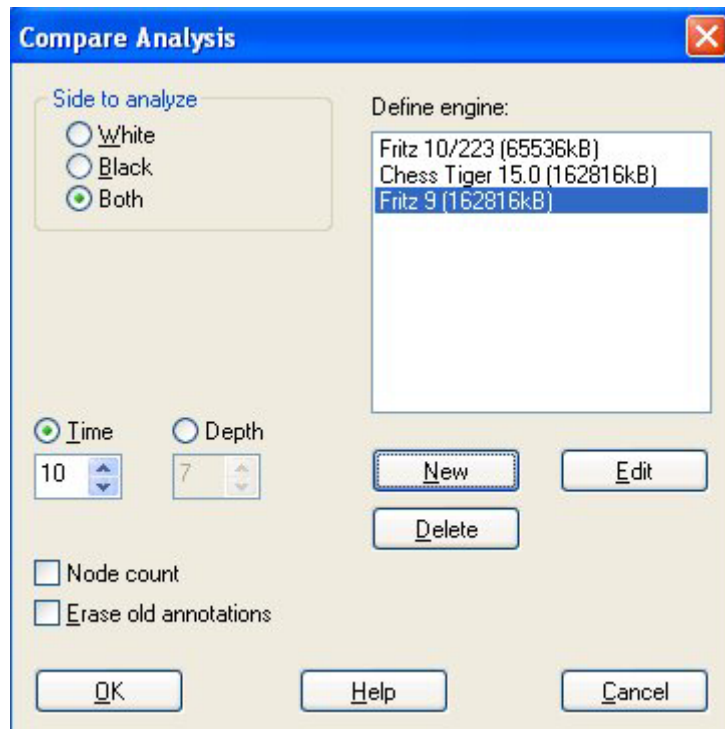 Compare Analysis
Side to analyze
White
Black
Both
Define engine:
Fritz 10/223 (65536kB)
Chess Tiger 15.0 (162816kB)
Fritz 9 (162816kB)
Time
Depth
10
7
New
Edit
Delete
Node count
Erase old annotations
OK
Help
Cancel